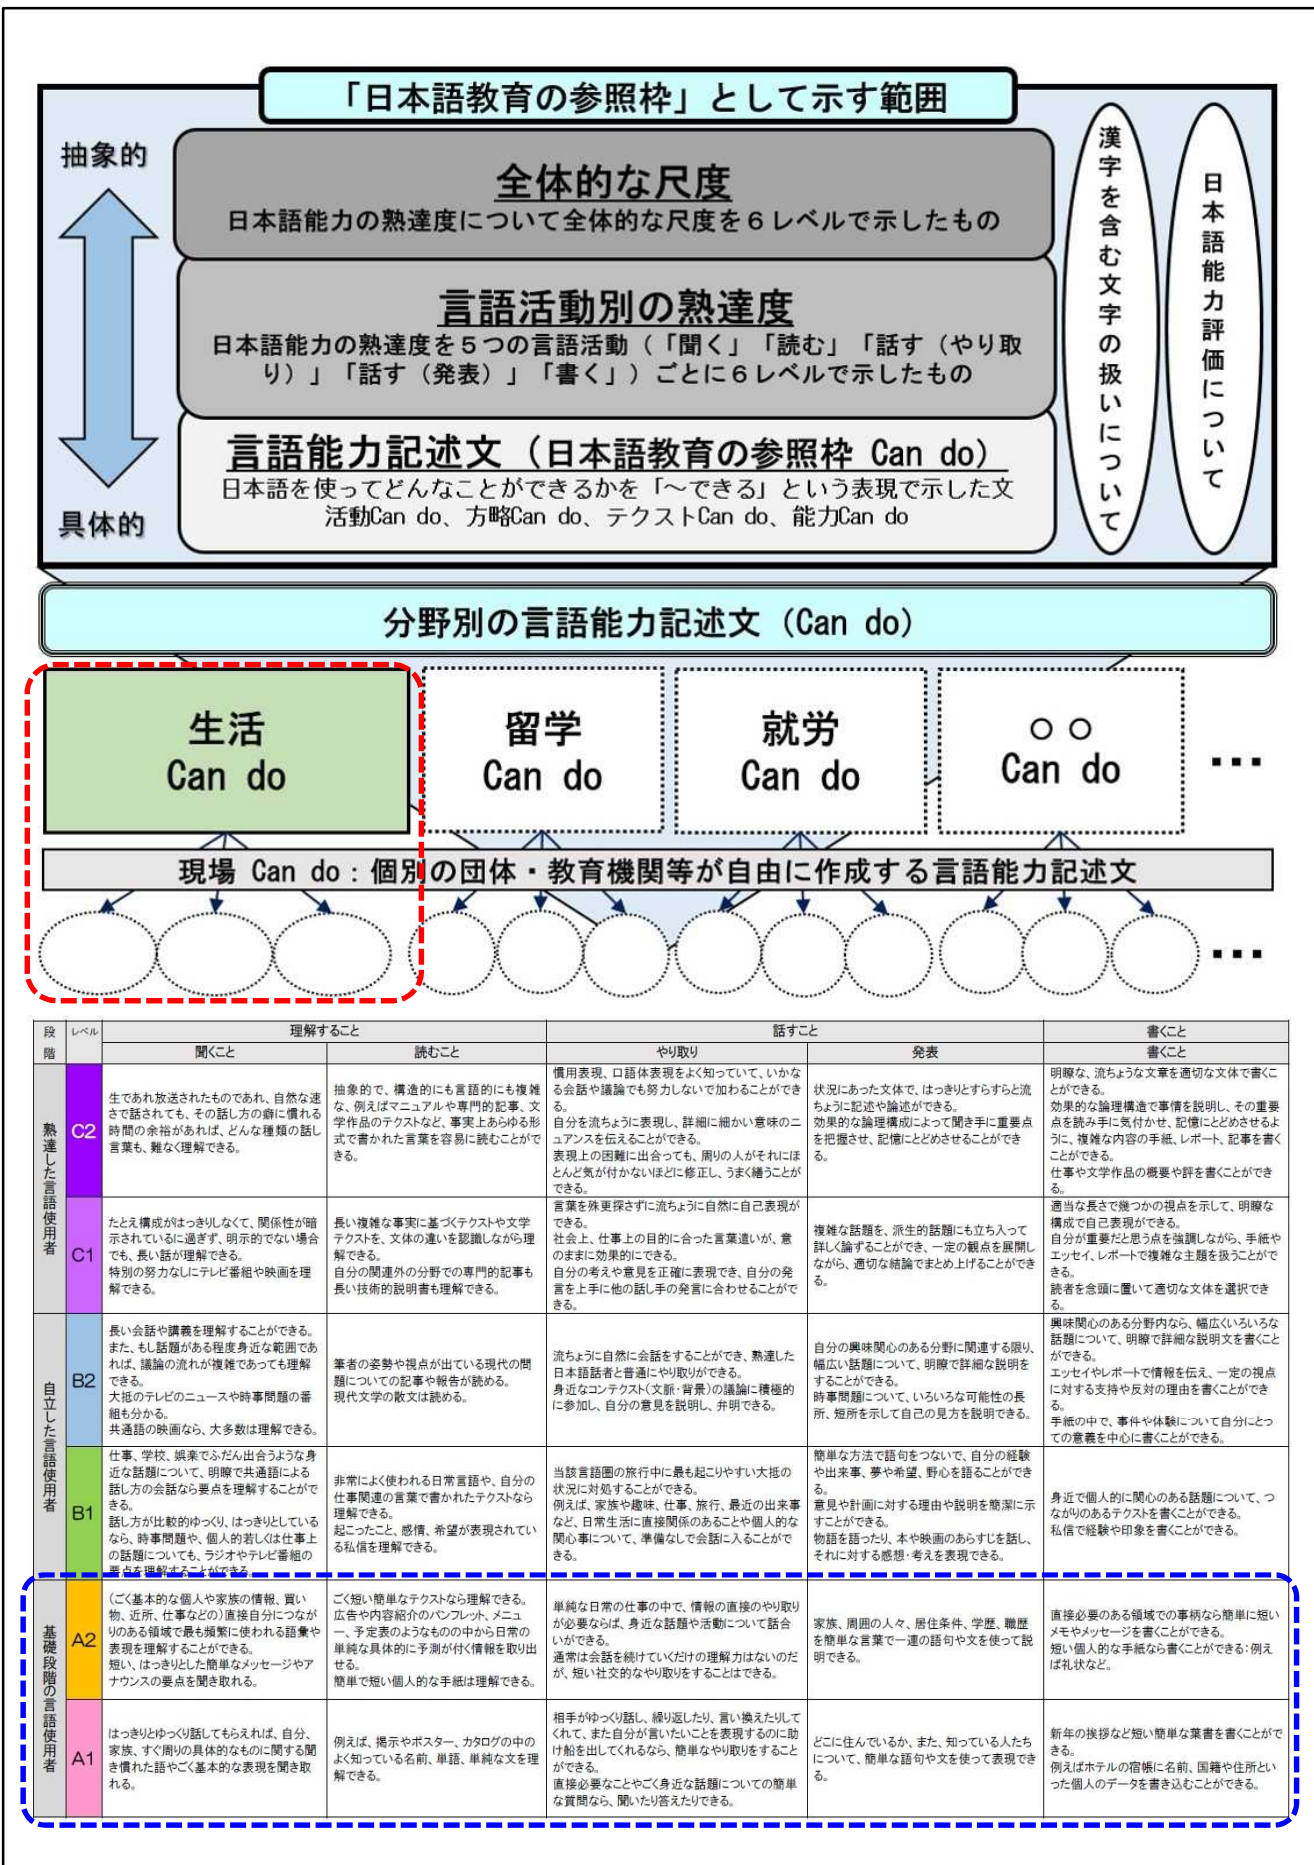 「日本語教育の参照枠」として示す範囲
抽象的
具体的
全体的な尺度
日本語能力の熟達度について全体的な尺度を6レベルで示したもの
言語活動別の熟達度
日本語能力の熟達度を5つの言語活動（「聞く」「読む」「話す（やり取
り）」「話す（発表）」「書く」）ごとに6レベルで示したもの
言語能力記述文（日本語教育の参照枠 Can do）
日本語を使ってどんなことができるかを「～できる」という表現で示した文
活動Can do、方略Can do、テクストCan do、能力Can do
漢字を含む文字の扱いについて
日本語能力評価について
分野別の言語能力記述文（Can do）
生活
Can do
留学
Can do
就労
Can do
○○
Can do
…
現場 Can do：個別の団体・教育機関等が自由に作成する言語能力記述文
…
段階
レベル
理解すること
話すこと
書くこと
聞くこと
読むこと
やり取り
発表
書くこと
熟達した言語使用者
C2
生であれ放送されたものであれ、自然な速
さで話されても、その話し方の癖に慣れる
時間の余裕があれば、どんな種類の話し
言葉も、難なく理解できる。
抽象的で、構造的にも言語的にも複雑
な、例えばマニュアルや専門的記事、文
学作品のテクストなど、事実上あらゆる形
式で書かれた言葉を容易に読むことがで
きる。
慣用表現、口語体表現をよく知っていて、いかな
る会話や議論でも努力しないで加わることができ
る。
自分を流ちょうに表現し、詳細に細かい意味のニ
ュアンスを伝えることができる。
表現上の困難に出合っても、周りの人がそれにほ
とんど気が付かないほどに修正し、うまく繕うことが
できる。
状況にあった文体で、はっきりとすらすらと流
ちょうに記述や論述ができる。
効果的な論理構成によって聞き手に重要点
を把握させ、記憶にとどめさせることができ
る。
明瞭な、流ちょうな文章を適切な文体で書くこ
とができる。
効果的な論理構造で事情を説明し、その重要
点を読み手に気付かせ、記憶にとどめさせるよ
うに、複雑な内容の手紙、レポート、記事を書く
ことができる。
仕事や文学作品の概要や評を書くことができ
る。
C1
たとえ構成がはっきりしなくて、関係性が暗
示されているに過ぎず、明示的でない場合
でも、長い話が理解できる。
特別の努力なしにテレビ番組や映画を理
解できる。
長い複雑な事実に基づくテクストや文学
テクストを、文体の違いを認識しながら理
解できる。
自分の関連外の分野での専門的記事も
長い技術的説明書も理解できる。
言葉を殊更探さずに流ちょうに自然に自己表現が
できる。
社会上、仕事上の目的に合った言葉遣いが、意
のままに効果的にできる。
自分の考えや意見を正確に表現でき、自分の発
言を上手に他の話し手の発言に合わせることがで
きる。
複雑な話題を、派生的話題にも立ち入って
詳しく論ずることができ、一定の観点を展開し
ながら、適切な結論でまとめ上げることができ
る。
適当な長さで幾つかの視点を示して、明瞭な
構成で自己表現ができる。
自分が重要だと思う点を強調しながら、手紙や
エッセイ、レポートで複雑な主題を扱うことがで
きる。
読者を念頭に置いて適切な文体を選択でき
る。
自立した言語使用者
B2
長い会話や講義を理解することができる。
また、もし話題がある程度身近な範囲であ
れば、議論の流れが複雑であっても理解
できる。
大抵のテレビのニュースや時事問題の番
組も分かる。
共通語の映画なら、大多数は理解できる。
筆者の姿勢や視点が出ている現代の問
題についての記事や報告が読める。
現代文学の散文は読める。
流ちょうに自然に会話をすることができ、熟達した
日本語話者と普通にやり取りができる。
身近なコンテクスト（文脈・背景）の議論に積極的
に参加し、自分の意見を説明し、弁明できる。
自分の興味関心のある分野に関連する限り、
幅広い話題について、明瞭で詳細な説明を
することができる。
時事問題について、いろいろな可能性の長
所、短所を示して自己の見方を説明できる。
興味関心のある分野内なら、幅広くいろいろな
話題について、明瞭で詳細な説明文を書くこと
ができる。
エッセイやレポートで情報を伝え、一定の視点
に対する支持や反対の理由を書くことができ
る。
手紙の中で、事件や体験について自分にとっ
ての意義を中心に書くことができる。
B1
仕事、学校、娯楽でふだん出合うような身
近な話題について、明瞭で共通語による
話し方の会話なら要点を理解することがで
きる。
話し方が比較的ゆっくり、はっきりとしている
なら、時事問題や、個人的若しくは仕事上
の話題についても、ラジオやテレビ番組の
要点を理解することができる。
非常によく使われる日常言語や、自分の
仕事関連の言葉で書かれたテクストなら
理解できる。
起こったこと、感情、希望が表現されてい
る私信を理解できる。
当該言語圏の旅行中に最も起こりやすい大抵の
状況に対処することができる。
例えば、家族や趣味、仕事、旅行、最近の出来事
など、日常生活に直接関係のあることや個人的な
関心事について、準備なしで会話に入ることがで
きる。
簡単な方法で語句をつないで、自分の経験
や出来事、夢や希望、野心を語ることができ
る。
意見や計画に対する理由や説明を簡潔に示
すことができる。
物語を語ったり、本や映画のあらすじを話し、
それに対する感想・考えを表現できる。
身近で個人的に関心のある話題について、つ
ながりのあるテクストを書くことができる。
私信で経験や印象を書くことができる。
基礎段階の言語使用者
A2
（ごく基本的な個人や家族の情報、買い
物、近所、仕事などの）直接自分につなが
りのある領域で最も頻繁に使われる語彙や
表現を理解することができる。
短い、はっきりとした簡単なメッセージやア
ナウンスの要点を聞き取れる。
ごく短い簡単なテクストなら理解できる。
広告や内容紹介のパンフレット、メニュ
ー、予定表のようなものの中から日常の
単純な具体的に予測が付く情報を取り出
せる。
簡単で短い個人的な手紙は理解できる。
単純な日常の仕事の中で、情報の直接のやり取り
が必要ならば、身近な話題や活動について話合
いができる。
通常は会話を続けていくだけの理解力はないのだ
が、短い社交的なやり取りをすることはできる。
家族、周囲の人々、居住条件、学歴、職歴
を簡単な言葉で一連の語句や文を使って説
明できる。
直接必要のある領域での事柄なら簡単に短い
メモやメッセージを書くことができる。
短い個人的な手紙なら書くことができる：例え
ば礼状など。
A1
はっきりとゆっくり話してもらえれば、自分、
家族、すぐ周りの具体的なものに関する聞
き慣れた語やごく基本的な表現を聞き取
れる。
例えば、掲示やポスター、カタログの中の
よく知っている名前、単語、単純な文を理
解できる。
相手がゆっくり話し、繰り返したり、言い換えたりして
くれて、また自分が言いたいことを表現するのに助
け船を出してくれるなら、簡単なやり取りをすること
ができる。
直接必要なことやごく身近な話題についての簡単
な質問なら、聞いたり答えたりできる。
どこに住んでいるか、また、知っている人たち
について、簡単な語句や文を使って表現でき
る。
新年の挨拶など短い簡単な葉書を書くことがで
きる。
例えばホテルの宿帳に名前、国籍や住所とい
った個人のデータを書き込むことができる。